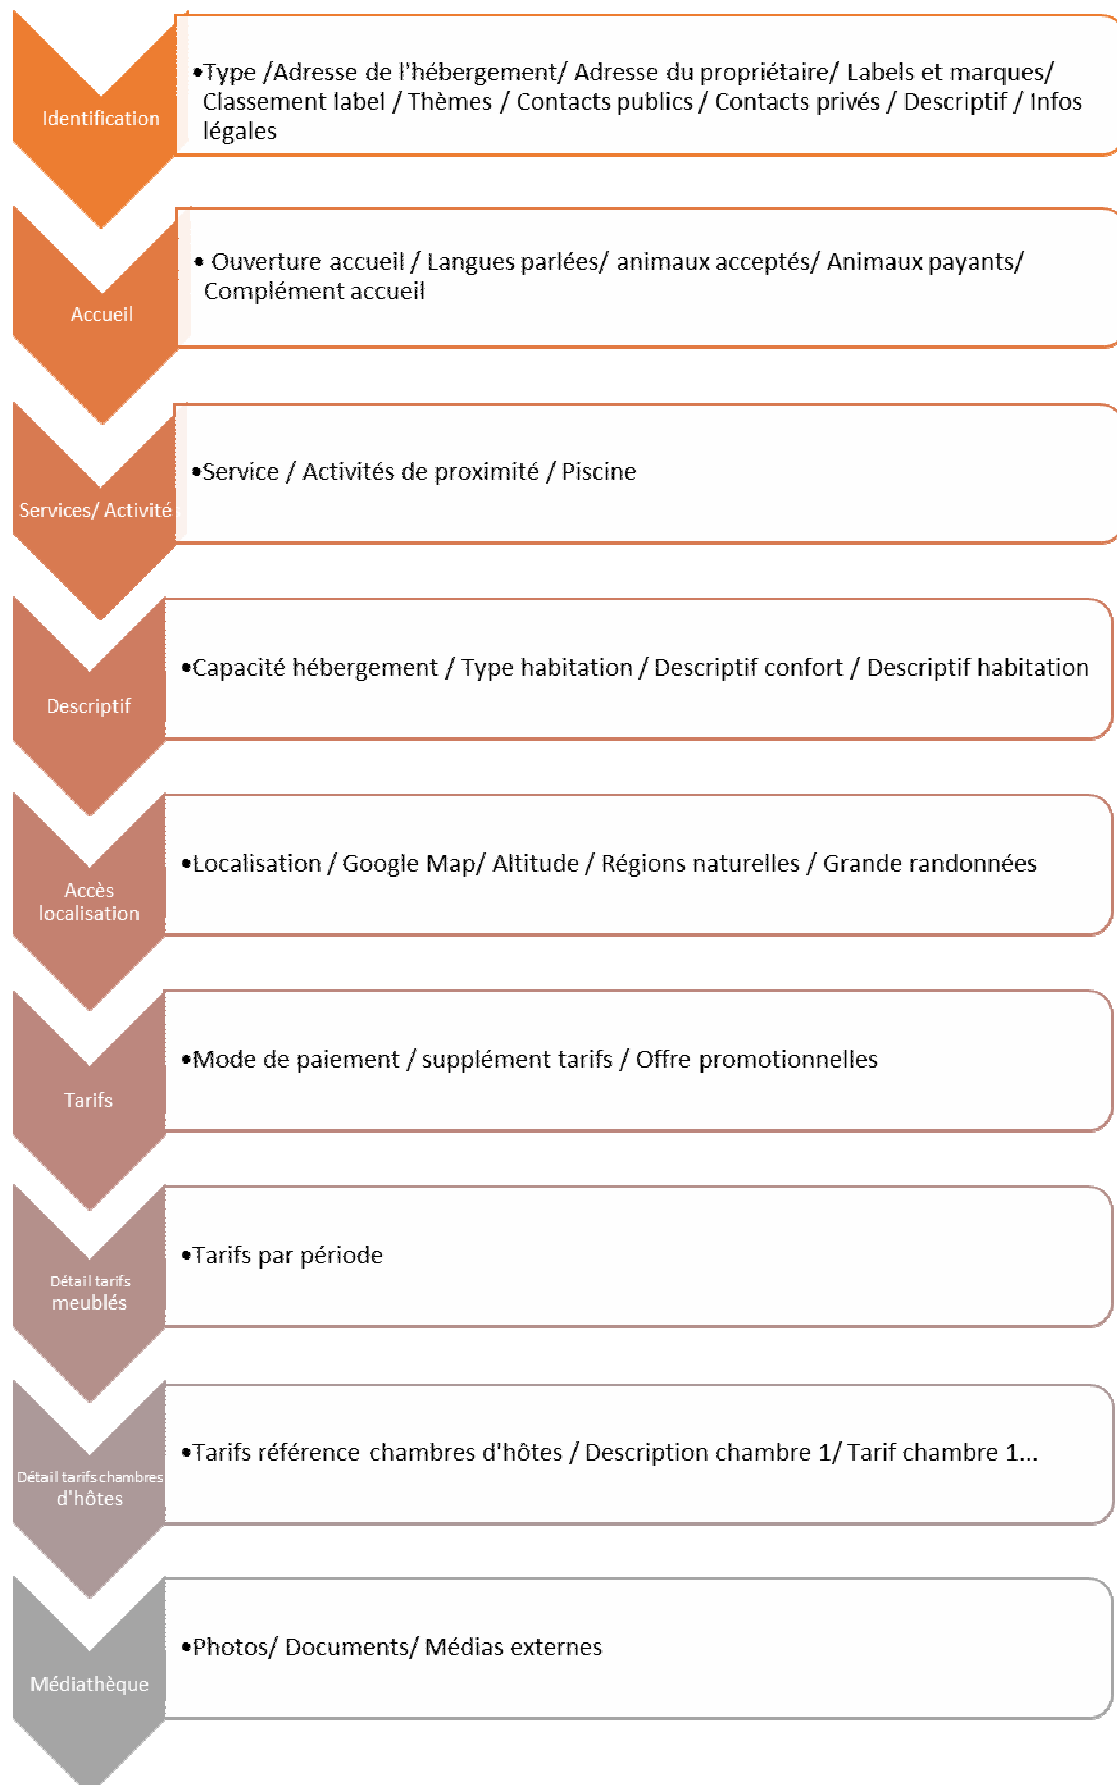 Identification
•Type /Adresse de l'hébergement/ Adresse du propriétaire/ Labels et marques/
Classement label / Thèmes / Contacts publics / Contacts privés / Descriptif / Infos
légales
Accueil
• Ouverture accueil / Langues parlées/ animaux acceptés/ Animaux payants/
Complément accueil
Services/ Activité
•Service / Activités de proximité / Piscine
Descriptif
•Capacité hébergement / Type habitation / Descriptif confort / Descriptif habitation
Accès
localisation
•Localisation / Google Map/ Altitude / Régions naturelles / Grande randonnées
Tarifs
•Mode de paiement / supplément tarifs / Offre promotionnelles
Détail tarifs
meublés
•Tarifs par période
Détail tarifs chambres
d'hôtes
•Tarifs référence chambres d'hôtes / Description chambre 1/ Tarif chambre 1...
Médiathèque
•Photos/ Documents/ Médias externes